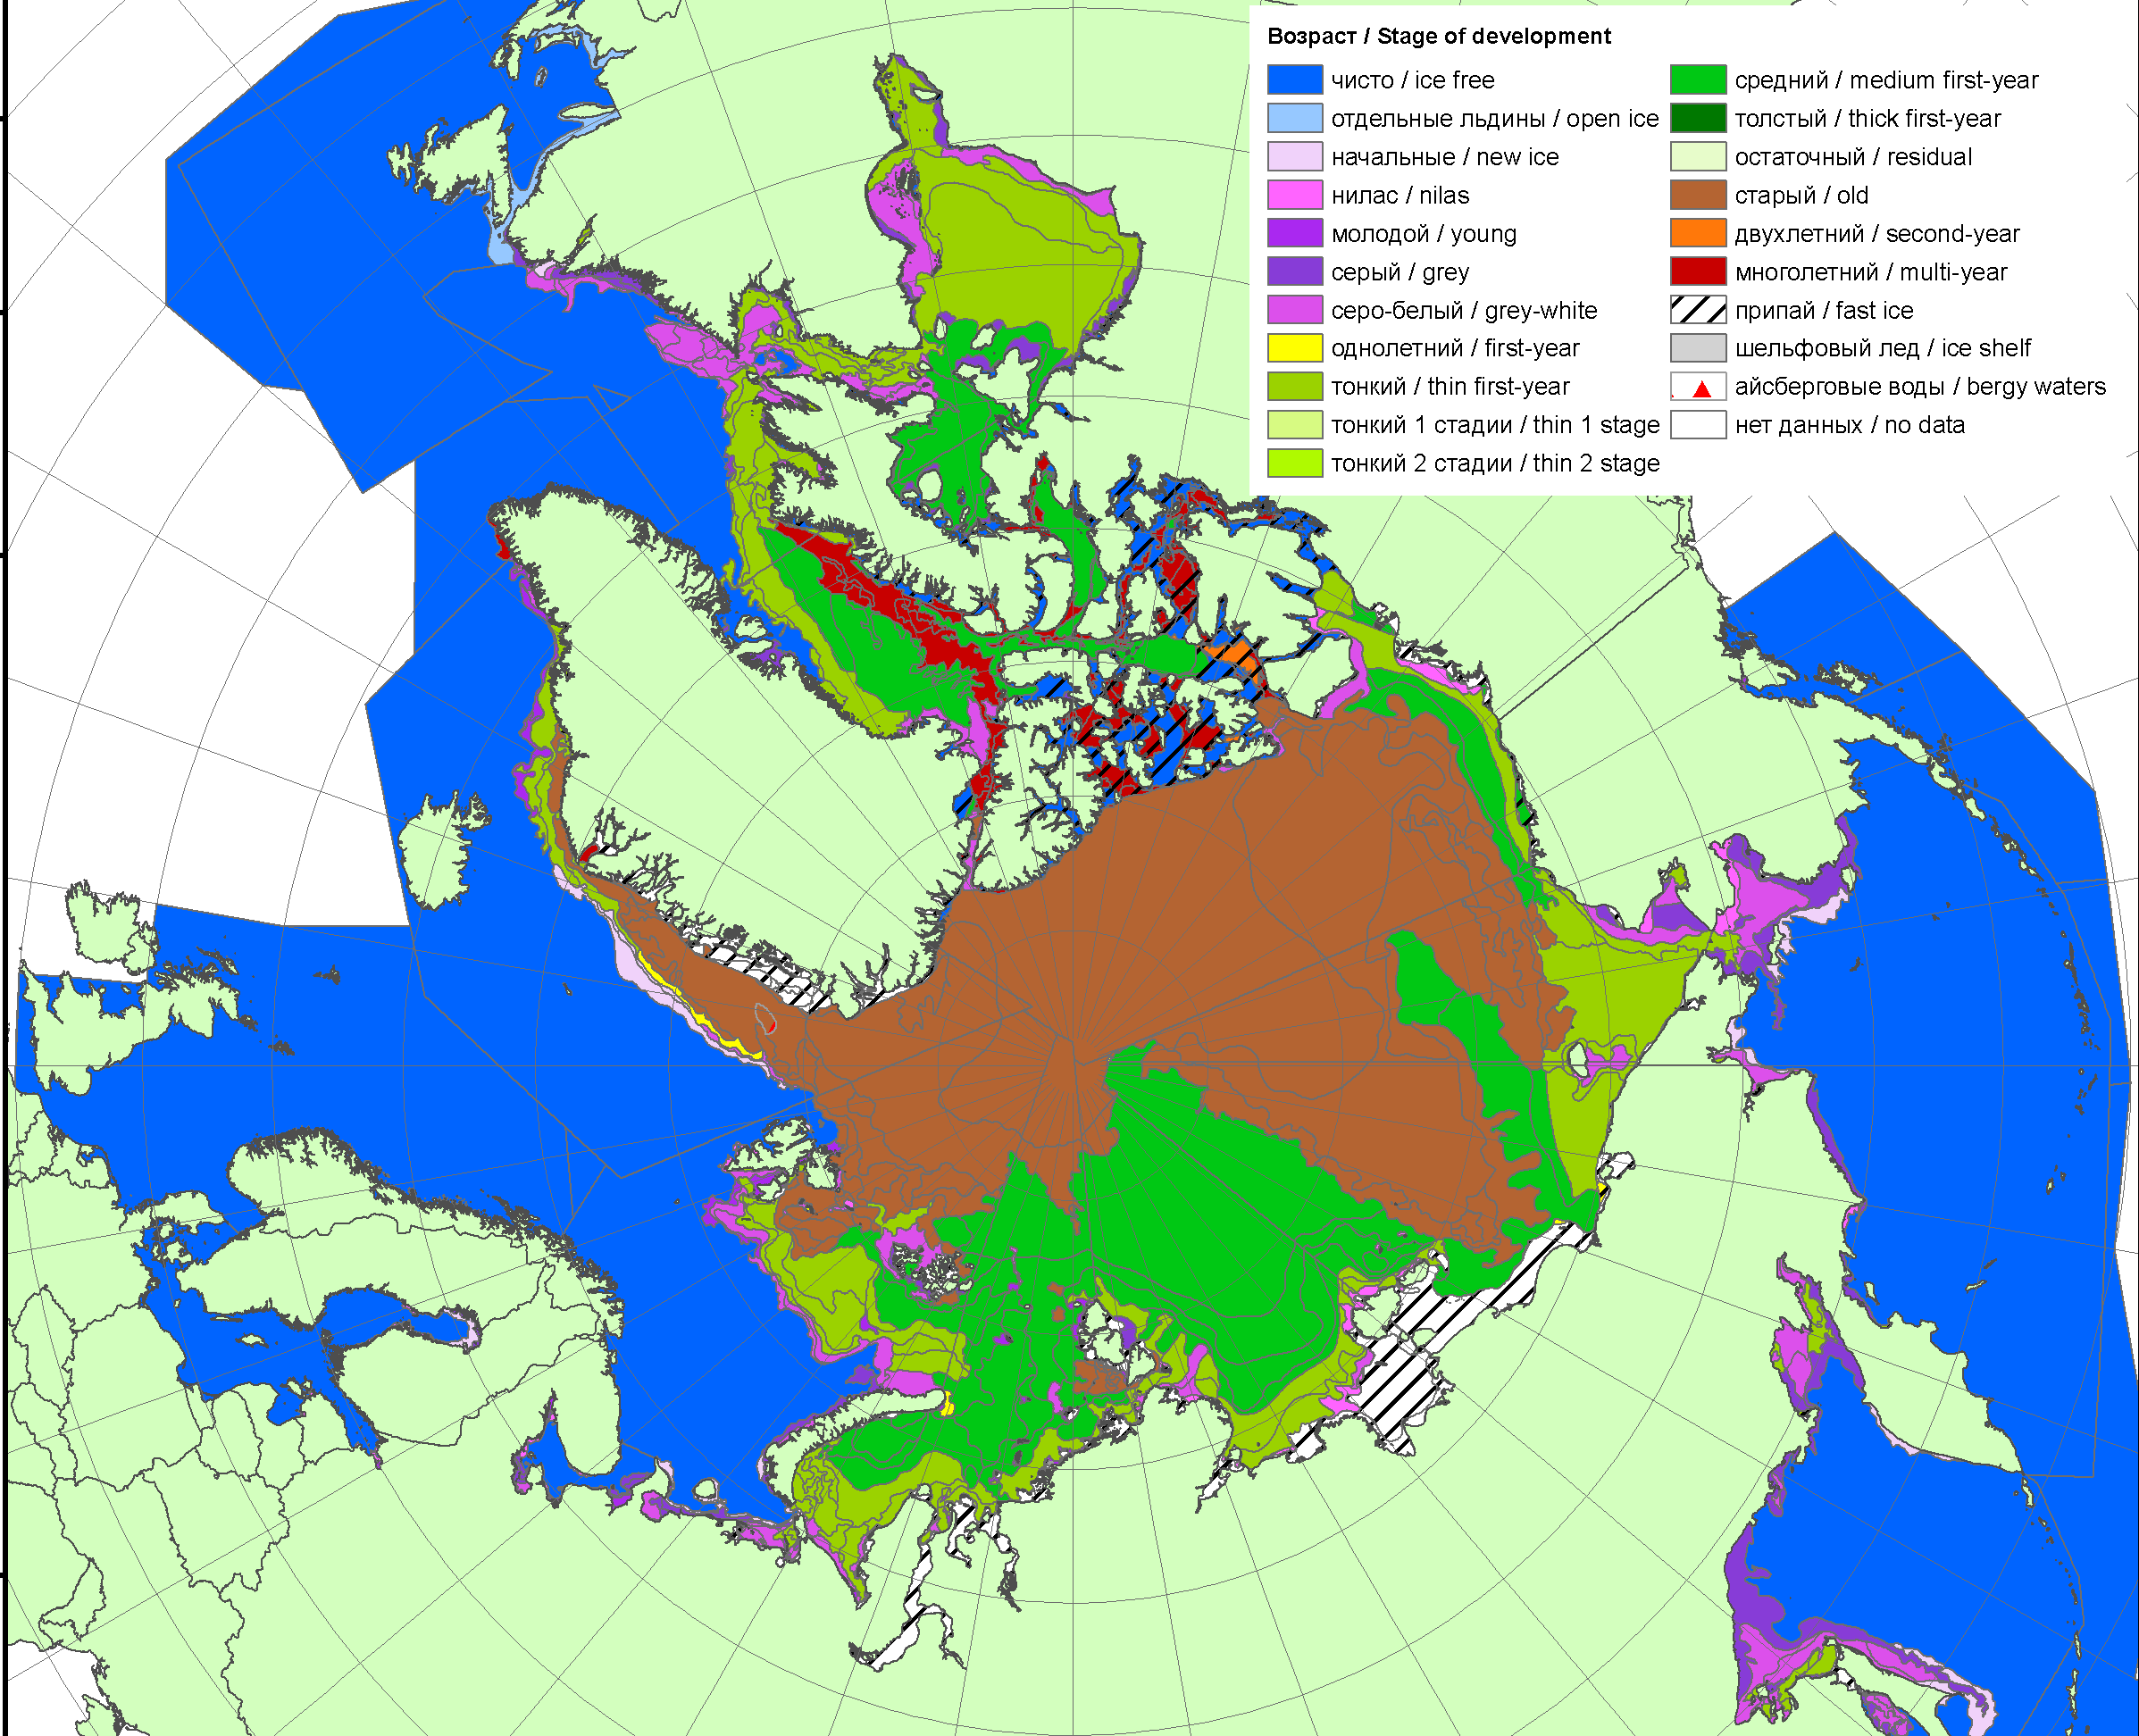 Возраст / Stage of development
чисто / ice free
отдельные льдины / open ice
начальные / new ice
нилас / nilas
молодой / young
серый / grey
серо-белый / grey-white
однолетний / first-year
тонкий / thin first-year
тонкий 1 стадии / thin 1 stage
тонкий 2 стадии / thin 2 stage
средний / medium first-year
толстый / thick first-year
остаточный / residual
старый / old
двухлетний / second-year
многолетний / multi-year
припай / fast ice
шельфовый лед / ice shelf
айсберговые воды / bergy waters
нет данных / no data